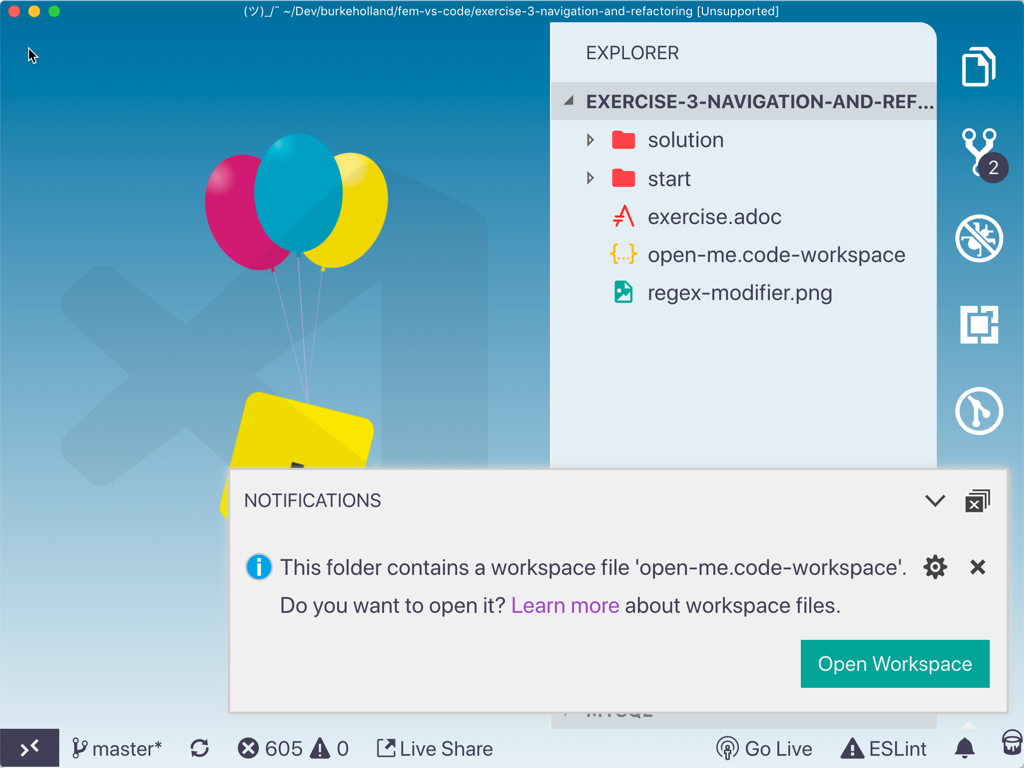 (ツ)_/¯ ~/Dev/burkeholland/fem-vs-code/exercise-3-navigation-and-refactoring [Unsupported]
EXPLORER
EXERCISE-3-NAVIGATION-AND-REF...
solution
start
exercise.adoc
{...} open-me.code-workspace
regex-modifier.png
2
NOTIFICATIONS
This folder contains a workspace file 'open-me.code-workspace'.
Do you want to open it? Learn more about workspace files.
Open Workspace
MYSQL
master* 605 0 Live Share Go Live ESLint